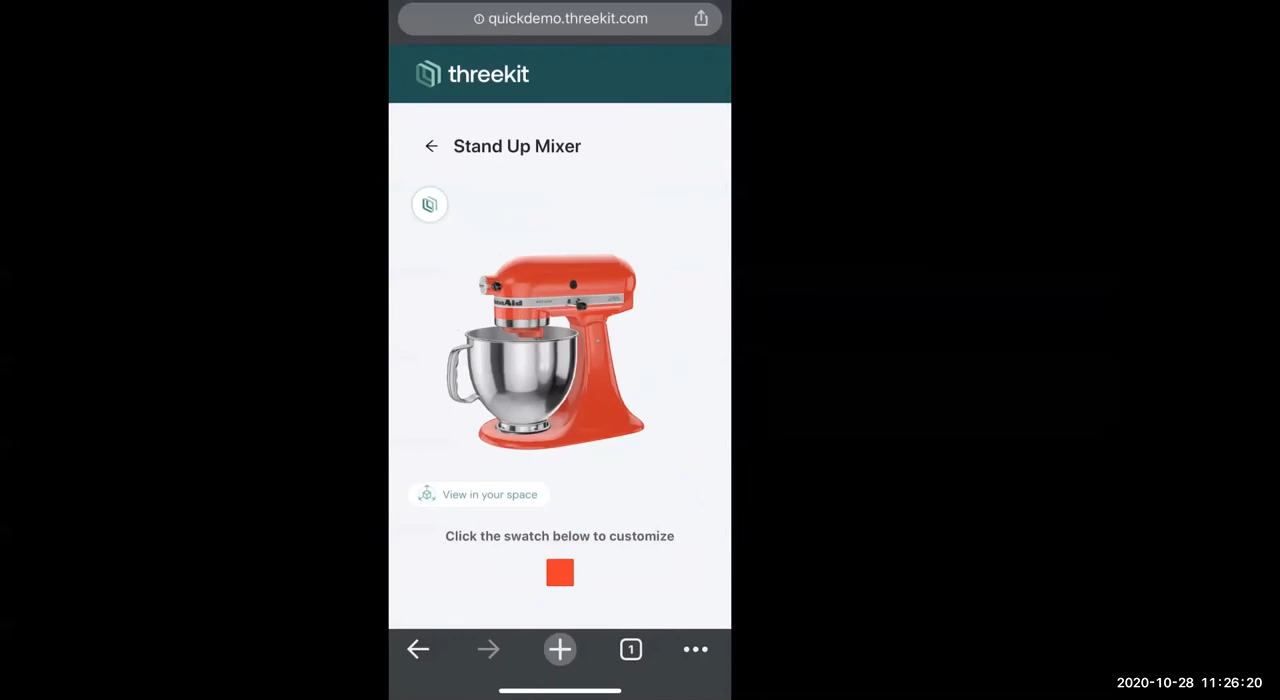 quickdemo.threekit.com
threekit
Stand Up Mixer
View in your space
Click the swatch below to customize
1
2020-10-28 11:26:20